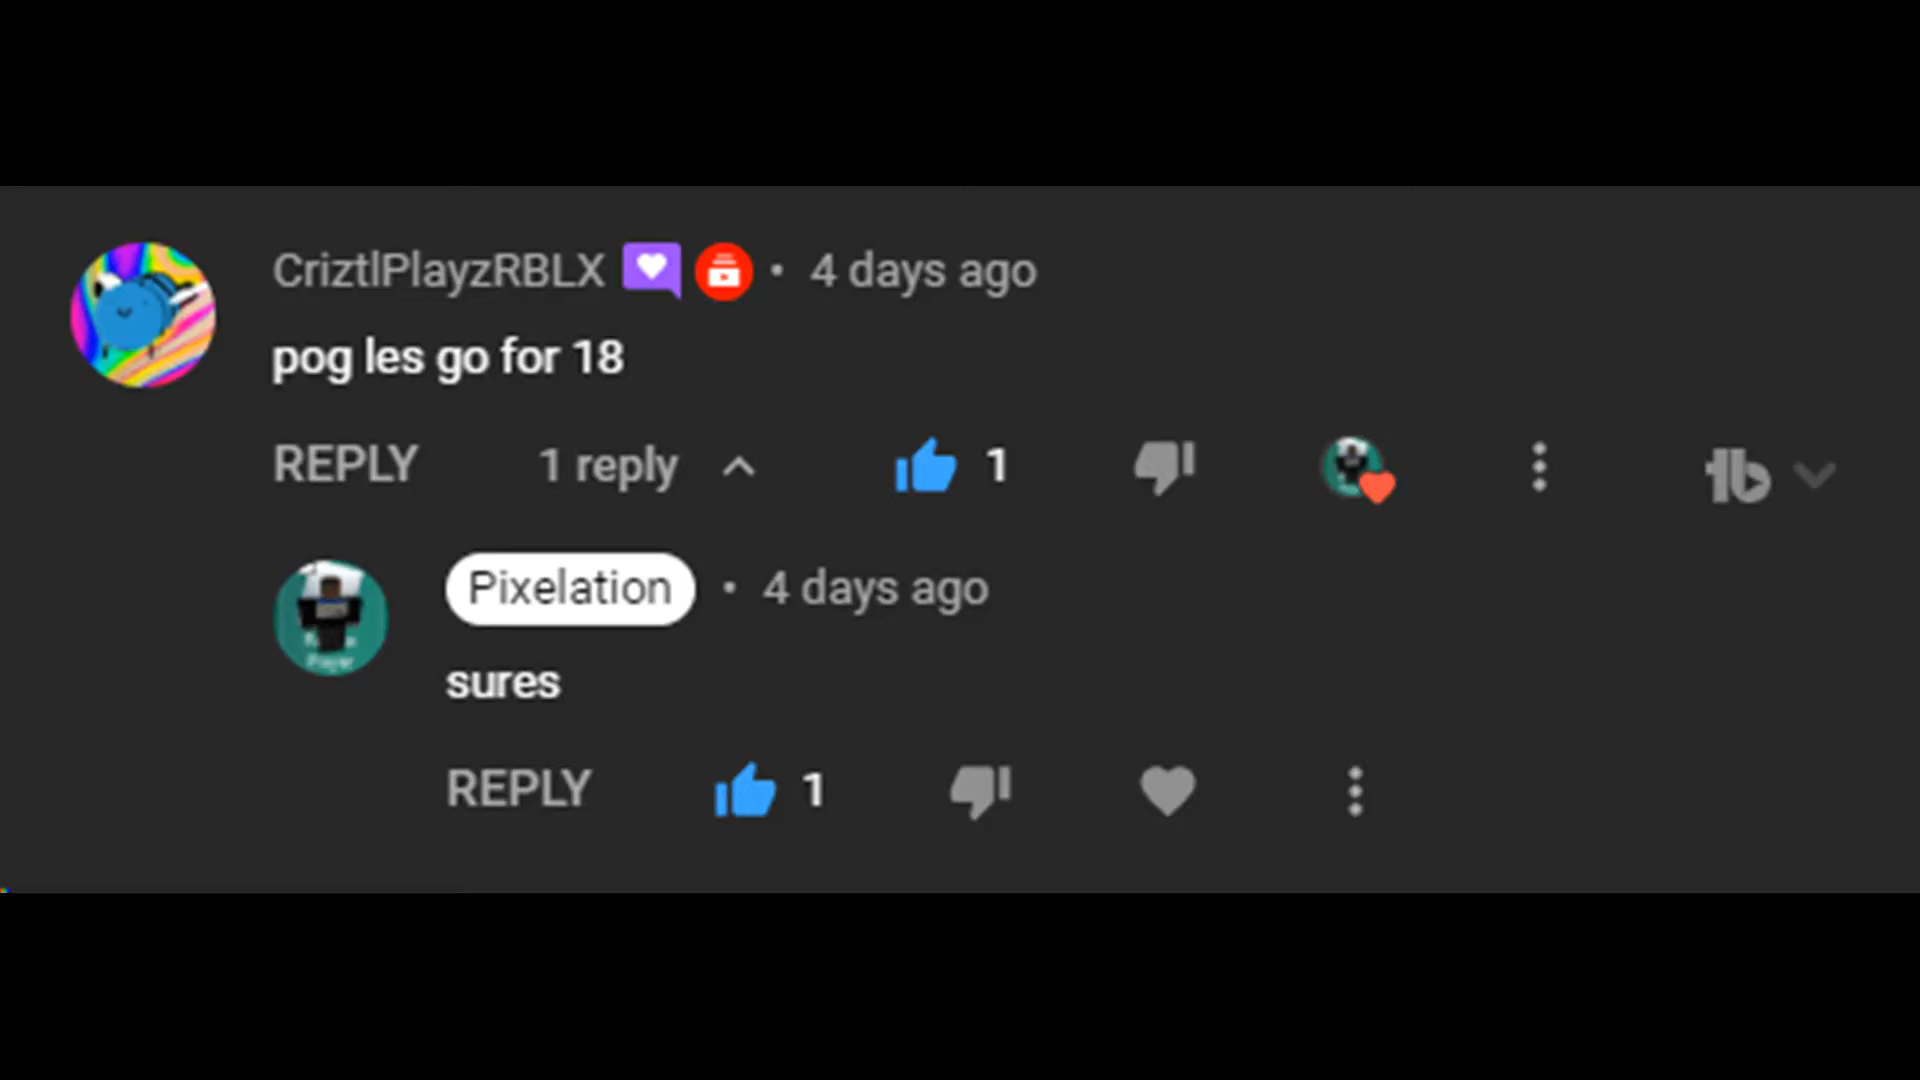 CriztlPlayzRBLX • 4 days ago
pog les go for 18
REPLY 1 reply 1
Pixelation • 4 days ago
sures
REPLY 1